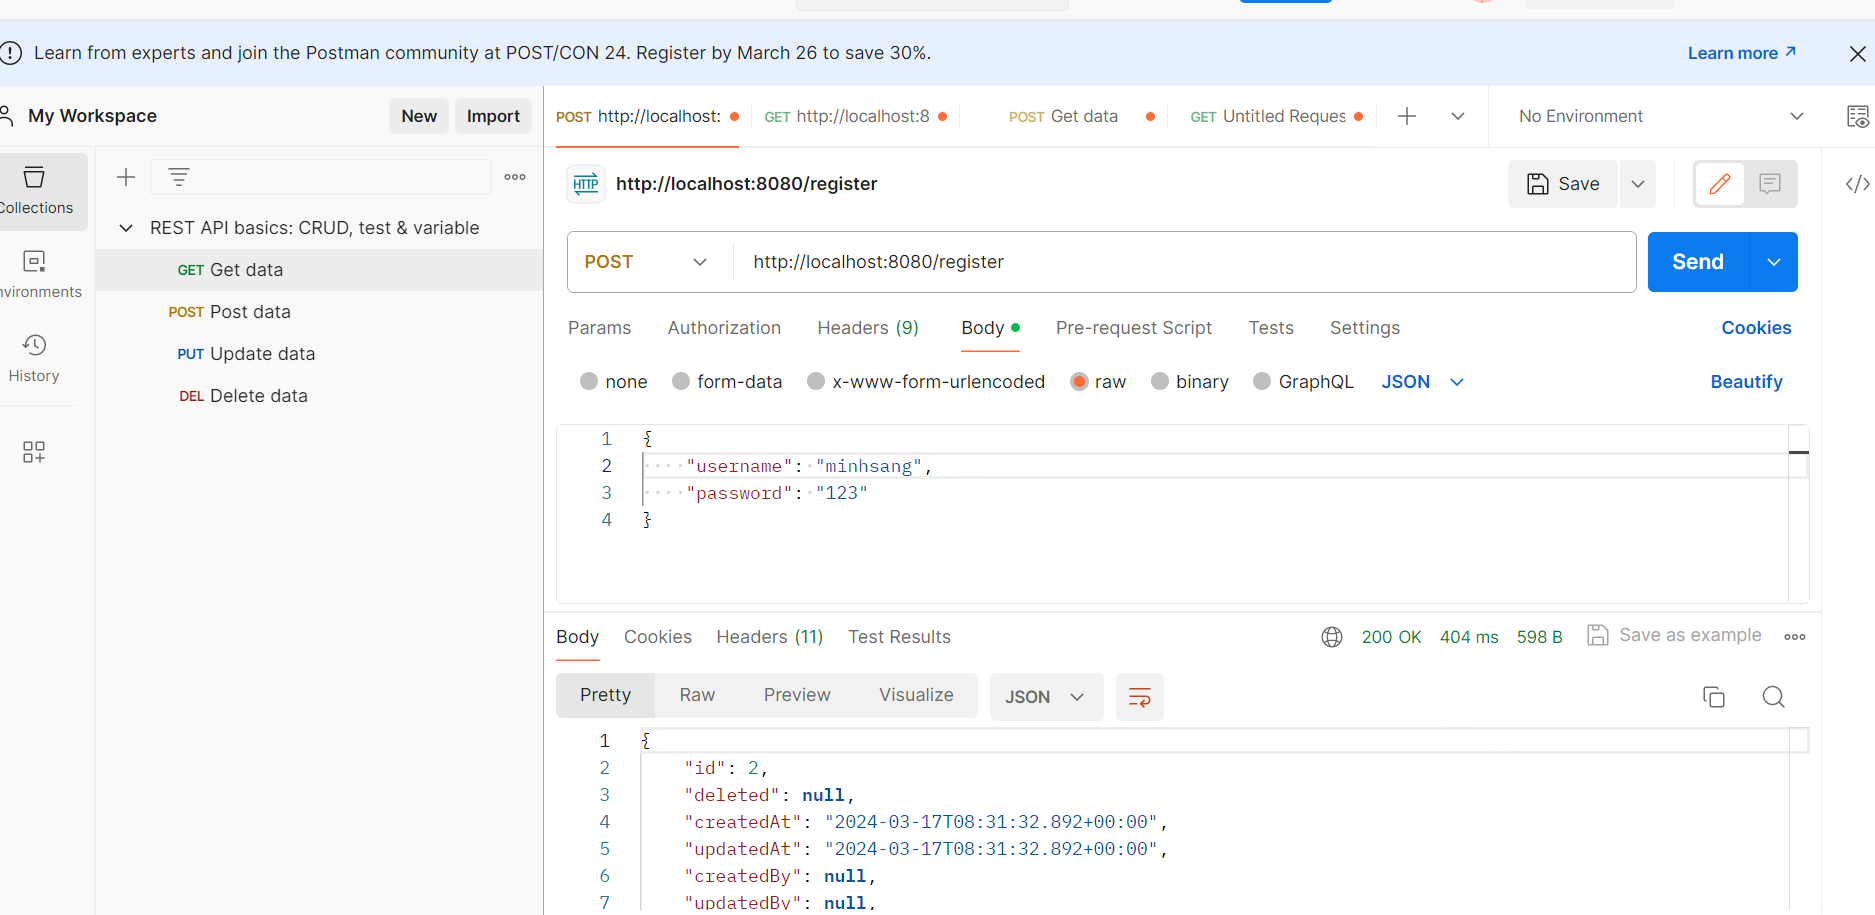 Learn from experts and join the Postman community at POST/CON 24. Register by March 26 to save 30%.
Learn more
My Workspace
New
Import
POST http://localhost:
GET http://localhost:8
POST Get data
GET Untitled Reques
No Environment
Collections
nvironments
History
REST API basics: CRUD, test & variable
GET Get data
POST Post data
PUT Update data
DEL Delete data
HTTP http://localhost:8080/register
Save
POST
http://localhost:8080/register
Send
Params
Authorization
Headers (9)
Body
Pre-request Script
Tests
Settings
Cookies
none
form-data
x-www-form-urlencoded
raw
binary
GraphQL
JSON
Beautify
1 {
2 "username": "minhsang",
3 "password": "123"
4 }
Body
Cookies
Headers (11)
Test Results
200 OK
404 ms
598 B
Save as example
Pretty
Raw
Preview
Visualize
JSON
1 {
2 "id": 2,
3 "deleted": null,
4 "createdAt": "2024-03-17T08:31:32.892+00:00",
5 "updatedAt": "2024-03-17T08:31:32.892+00:00",
6 "createdBy": null,
7 "updatedBy": null,